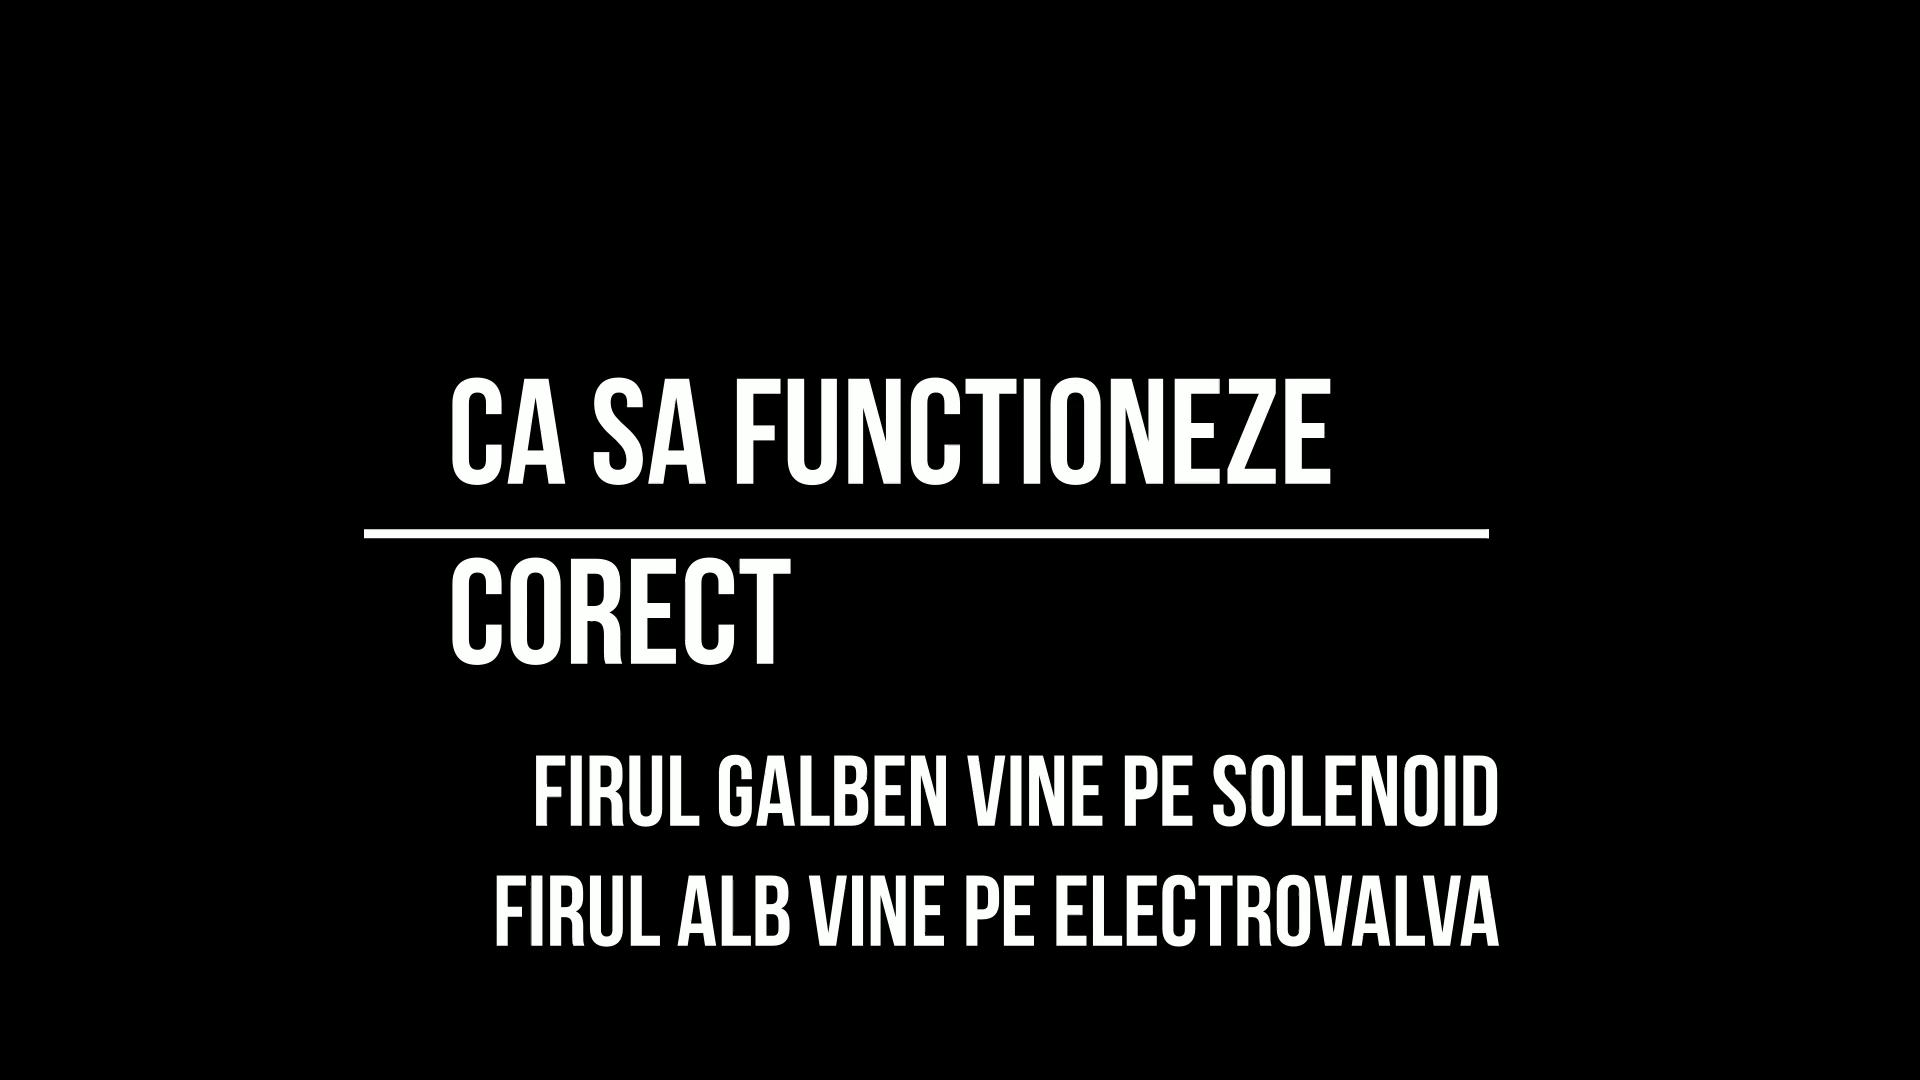 CA SA FUNCTIONEZE
CORECT
FIRUL GALBEN VINE PE SOLENOID
FIRUL ALB VINE PE ELECTROVALVA